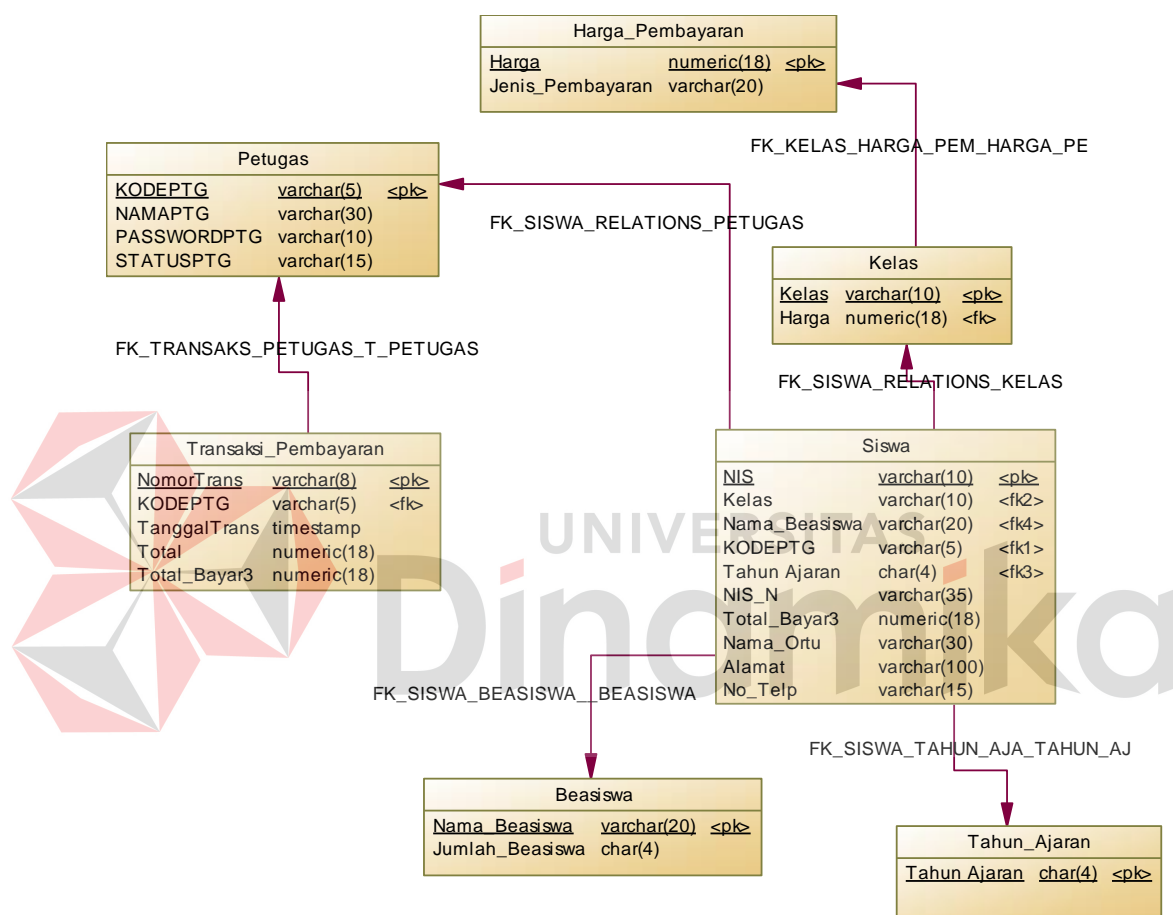 Harga_Pembayaran
Harga numeric(18) <pk>
Jenis_Pembayaran varchar(20)
FK_KELAS_HARGA_PEM_HARGA_PE
Petugas
KODEPTG varchar(5) <pk>
NAMAPTG varchar(30)
PASSWORDPTG varchar(10)
STATUSPTG varchar(15)
FK_SISWA_RELATIONS_PETUGAS
Kelas
Kelas varchar(10) <pk>
Harga numeric(18) <fk>
FK_TRANSAKS_PETUGAS_T_PETUGAS
FK_SISWA_RELATIONS_KELAS
Transaksi_Pembayaran
NomorTrans varchar(8) <pk>
KODEPTG varchar(5) <fk>
TanggalTrans timestamp
Total numeric(18)
Total_Bayar3 numeric(18)
Siswa
NIS varchar(10) <pk>
Kelas varchar(10) <fk2>
Nama_Beasiswa varchar(20) <fk4>
KODEPTG varchar(5) <fk1>
Tahun Ajaran char(4) <fk3>
NIS_N varchar(35)
Total_Bayar3 numeric(18)
Nama_Ortu varchar(30)
Alamat varchar(100)
No_Telp varchar(15)
UNIVERSITAS
Dinamika
FK_SISWA_BEASISWA__BEASISWA
FK_SISWA_TAHUN_AJA_TAHUN_AJ
Beasiswa
Nama_Beasiswa varchar(20) <pk>
Jumlah_Beasiswa char(4)
Tahun_Ajaran
Tahun Ajaran char(4) <pk>